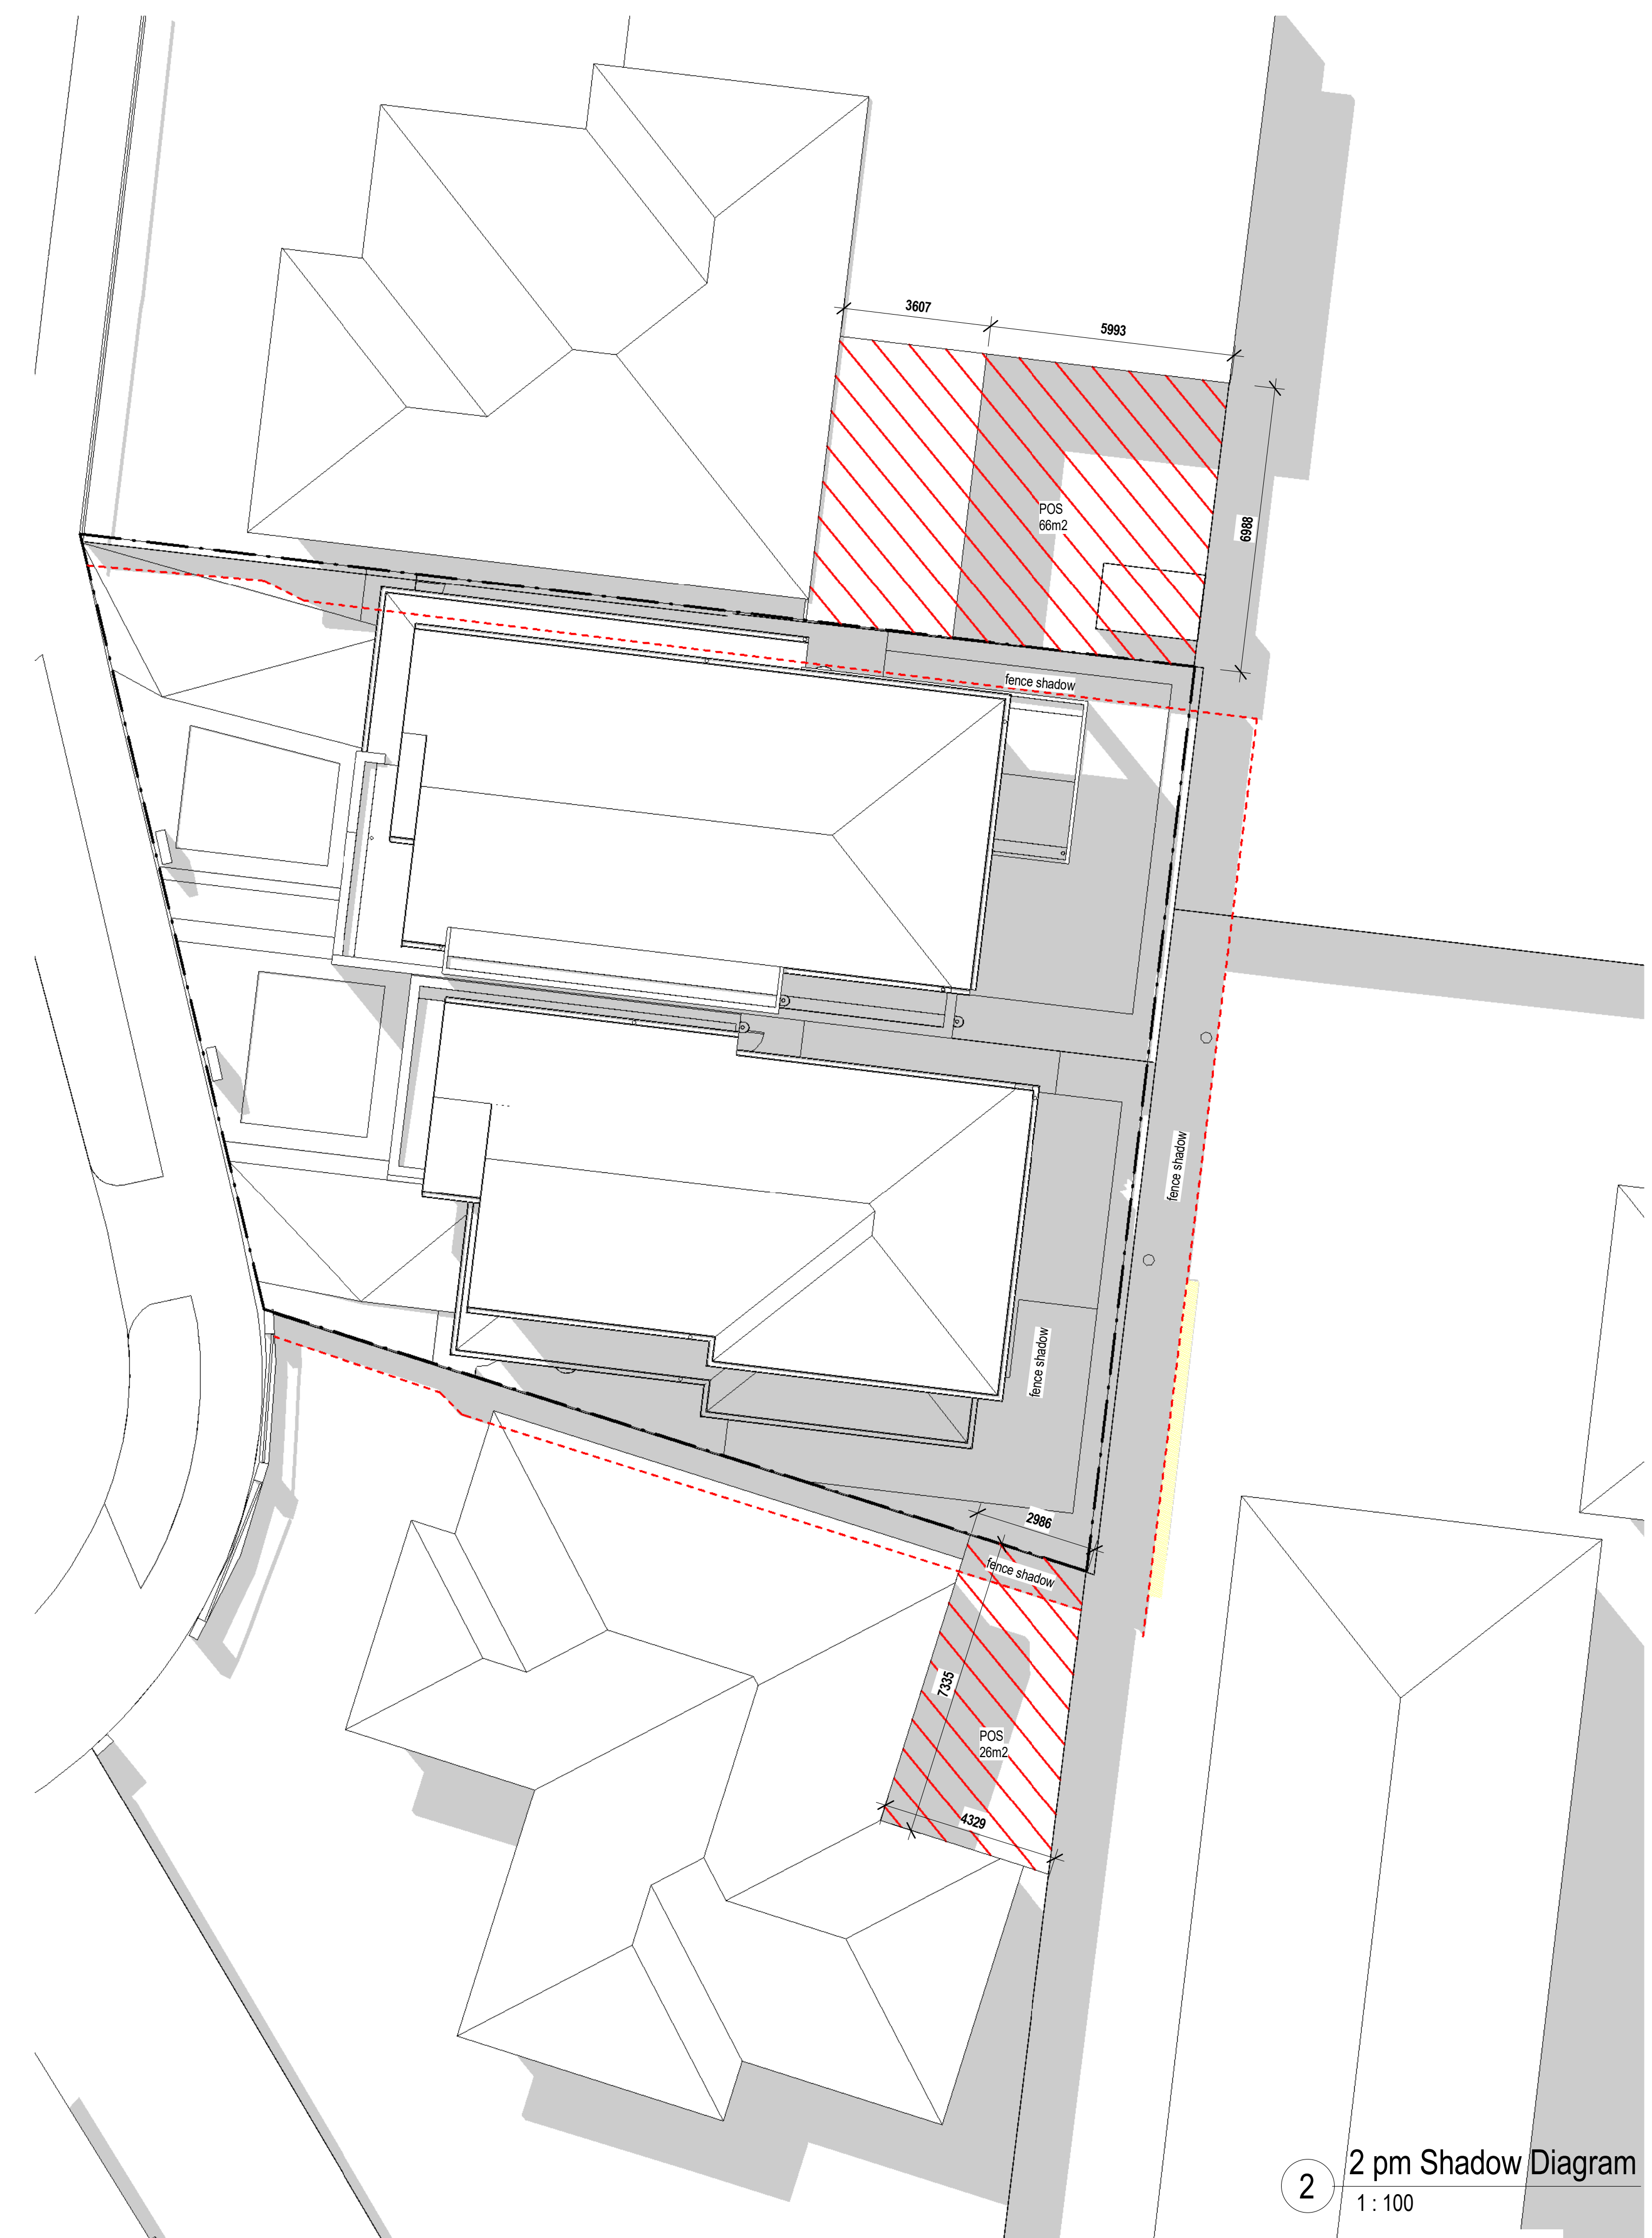 3607
5993
6988
POS
66m2
fence shadow
fence shadow
fence shadow
2986
fence shadow
7335
POS
26m2
4329
2
2 pm Shadow Diagram
1 : 100